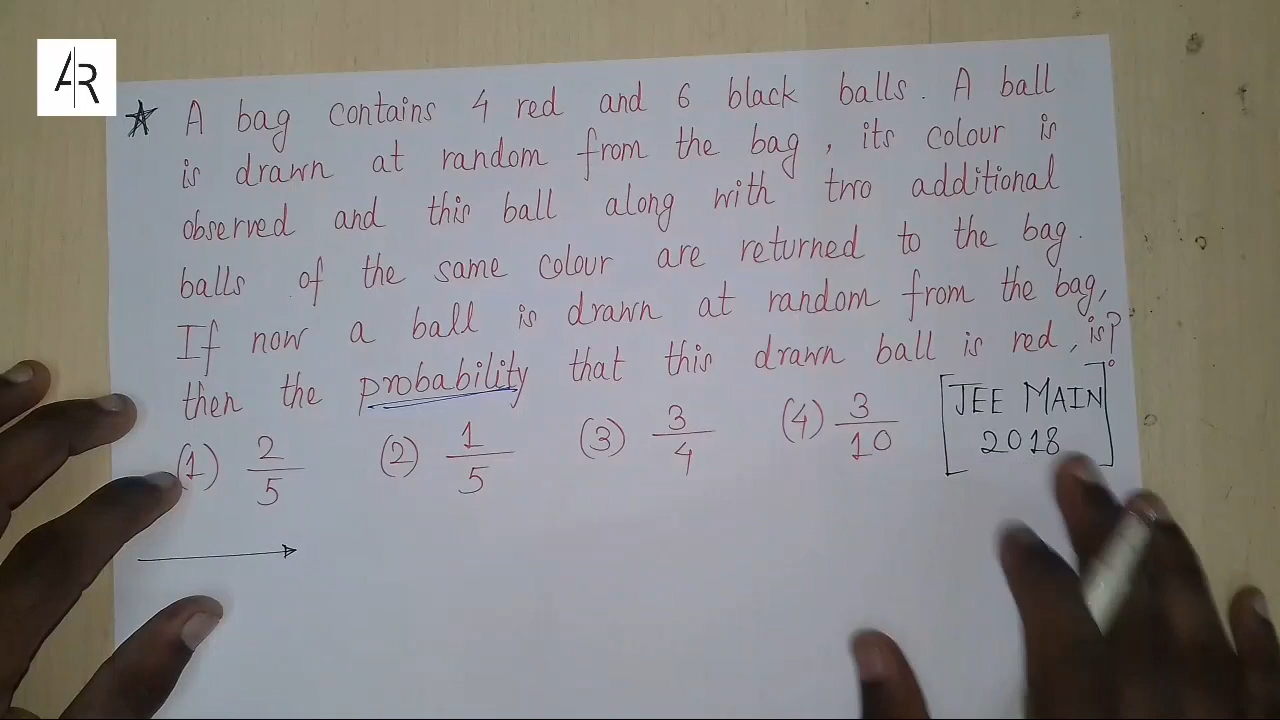 AR
A bag contains 4 red and 6 black balls. A ball
is drawn at random from the bag, its colour is
observed and this ball along with two additional
balls of the same colour are returned to the bag.
If now a ball is drawn at random from the bag,
then the probability that this drawn ball is red, is?
(1) 2/5 (2) 1/5 (3) 3/4 (4) 3/10
[JEE MAIN
2018]